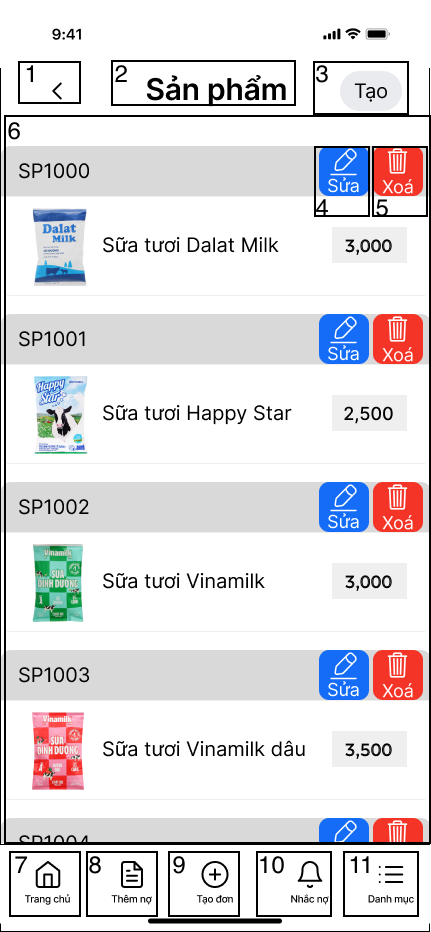 9:41
1
2
Sản phẩm
3
Tạo
6
SP1000
Sửa
Xoá
4
5
Dalat
Milk
Sữa tươi Dalat Milk
3,000
SP1001
Sửa
Xoá
Happy
Star
Sữa tươi Happy Star
2,500
SP1002
Sửa
Xoá
Vinamilk
SỮA
DINH DƯỠNG
Sữa tươi Vinamilk
3,000
SP1003
Sửa
Xoá
Vinamilk
SỮA
DINH DƯỠNG
Sữa tươi Vinamilk dâu
3,500
SP1004
7
8
9
10
11
Trang chủ
Thêm nợ
Tạo đơn
Nhắc nợ
Danh mục